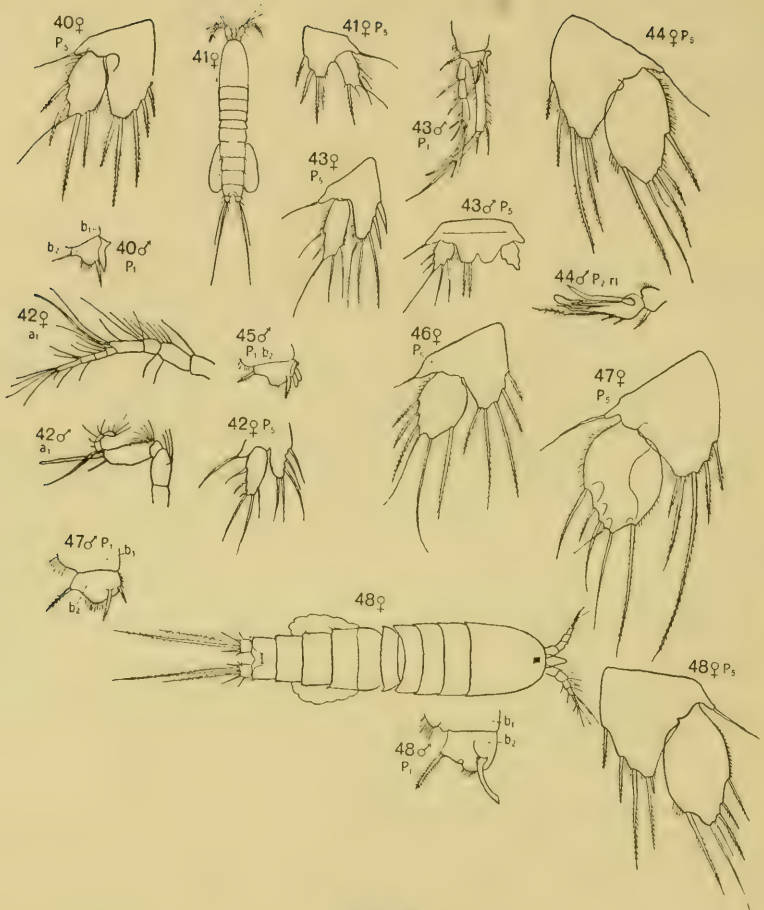 40♀
P₅
41♀
41♀ P₅
43♂
P₁
44♀ P₅
b₁
b₂
40♂
P₁
43♀
P₅
43♂ P₅
44♂ P₂ ri
42♀
a₁
45♂
P₁ b₂
46♀
P₅
47♀
P₅
42♂
a₁
42♀ P₅
47♂ P₁
b₁
b₂
48♀
48♂
P₁
b₁
b₂
48♀ P₅